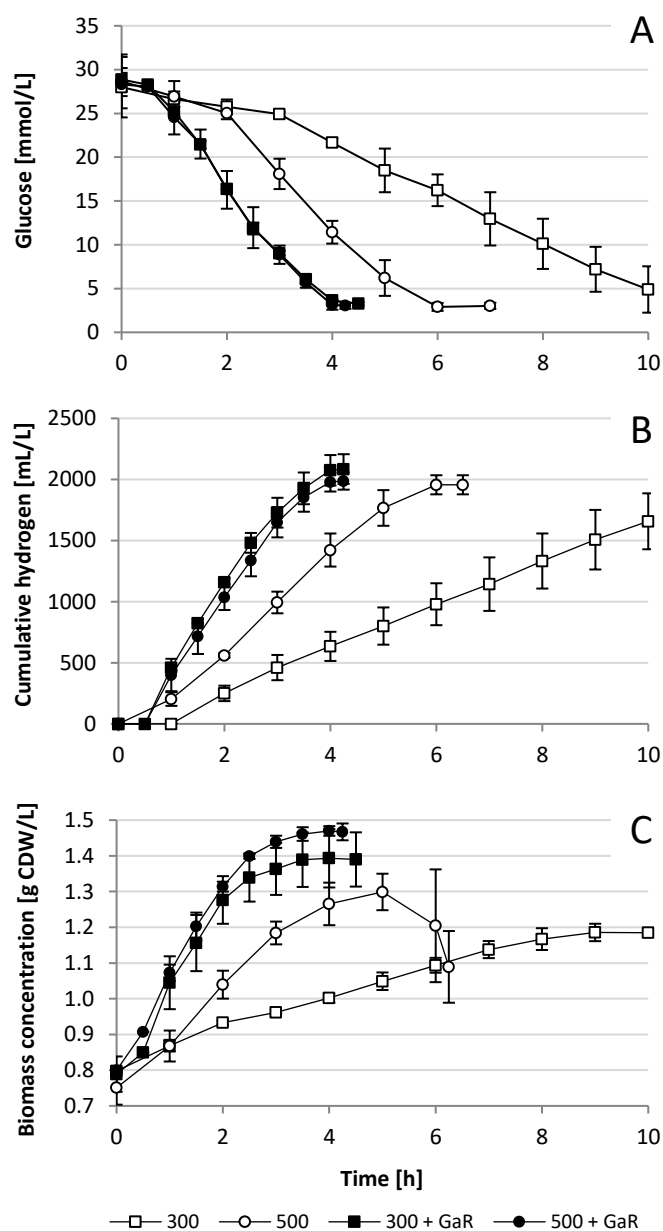 A
Glucose [mmol/L]
35
30
25
20
15
10
5
0
0 2 4 6 8 10
B
Cumulative hydrogen [mL/L]
2500
2000
1500
1000
500
0
0 2 4 6 8 10
C
Biomass concentration [g CDW/L]
1.5
1.4
1.3
1.2
1.1
1.0
0.9
0.8
0.7
0 2 4 6 8 10
Time [h]
300 500 300 + GaR 500 + GaR